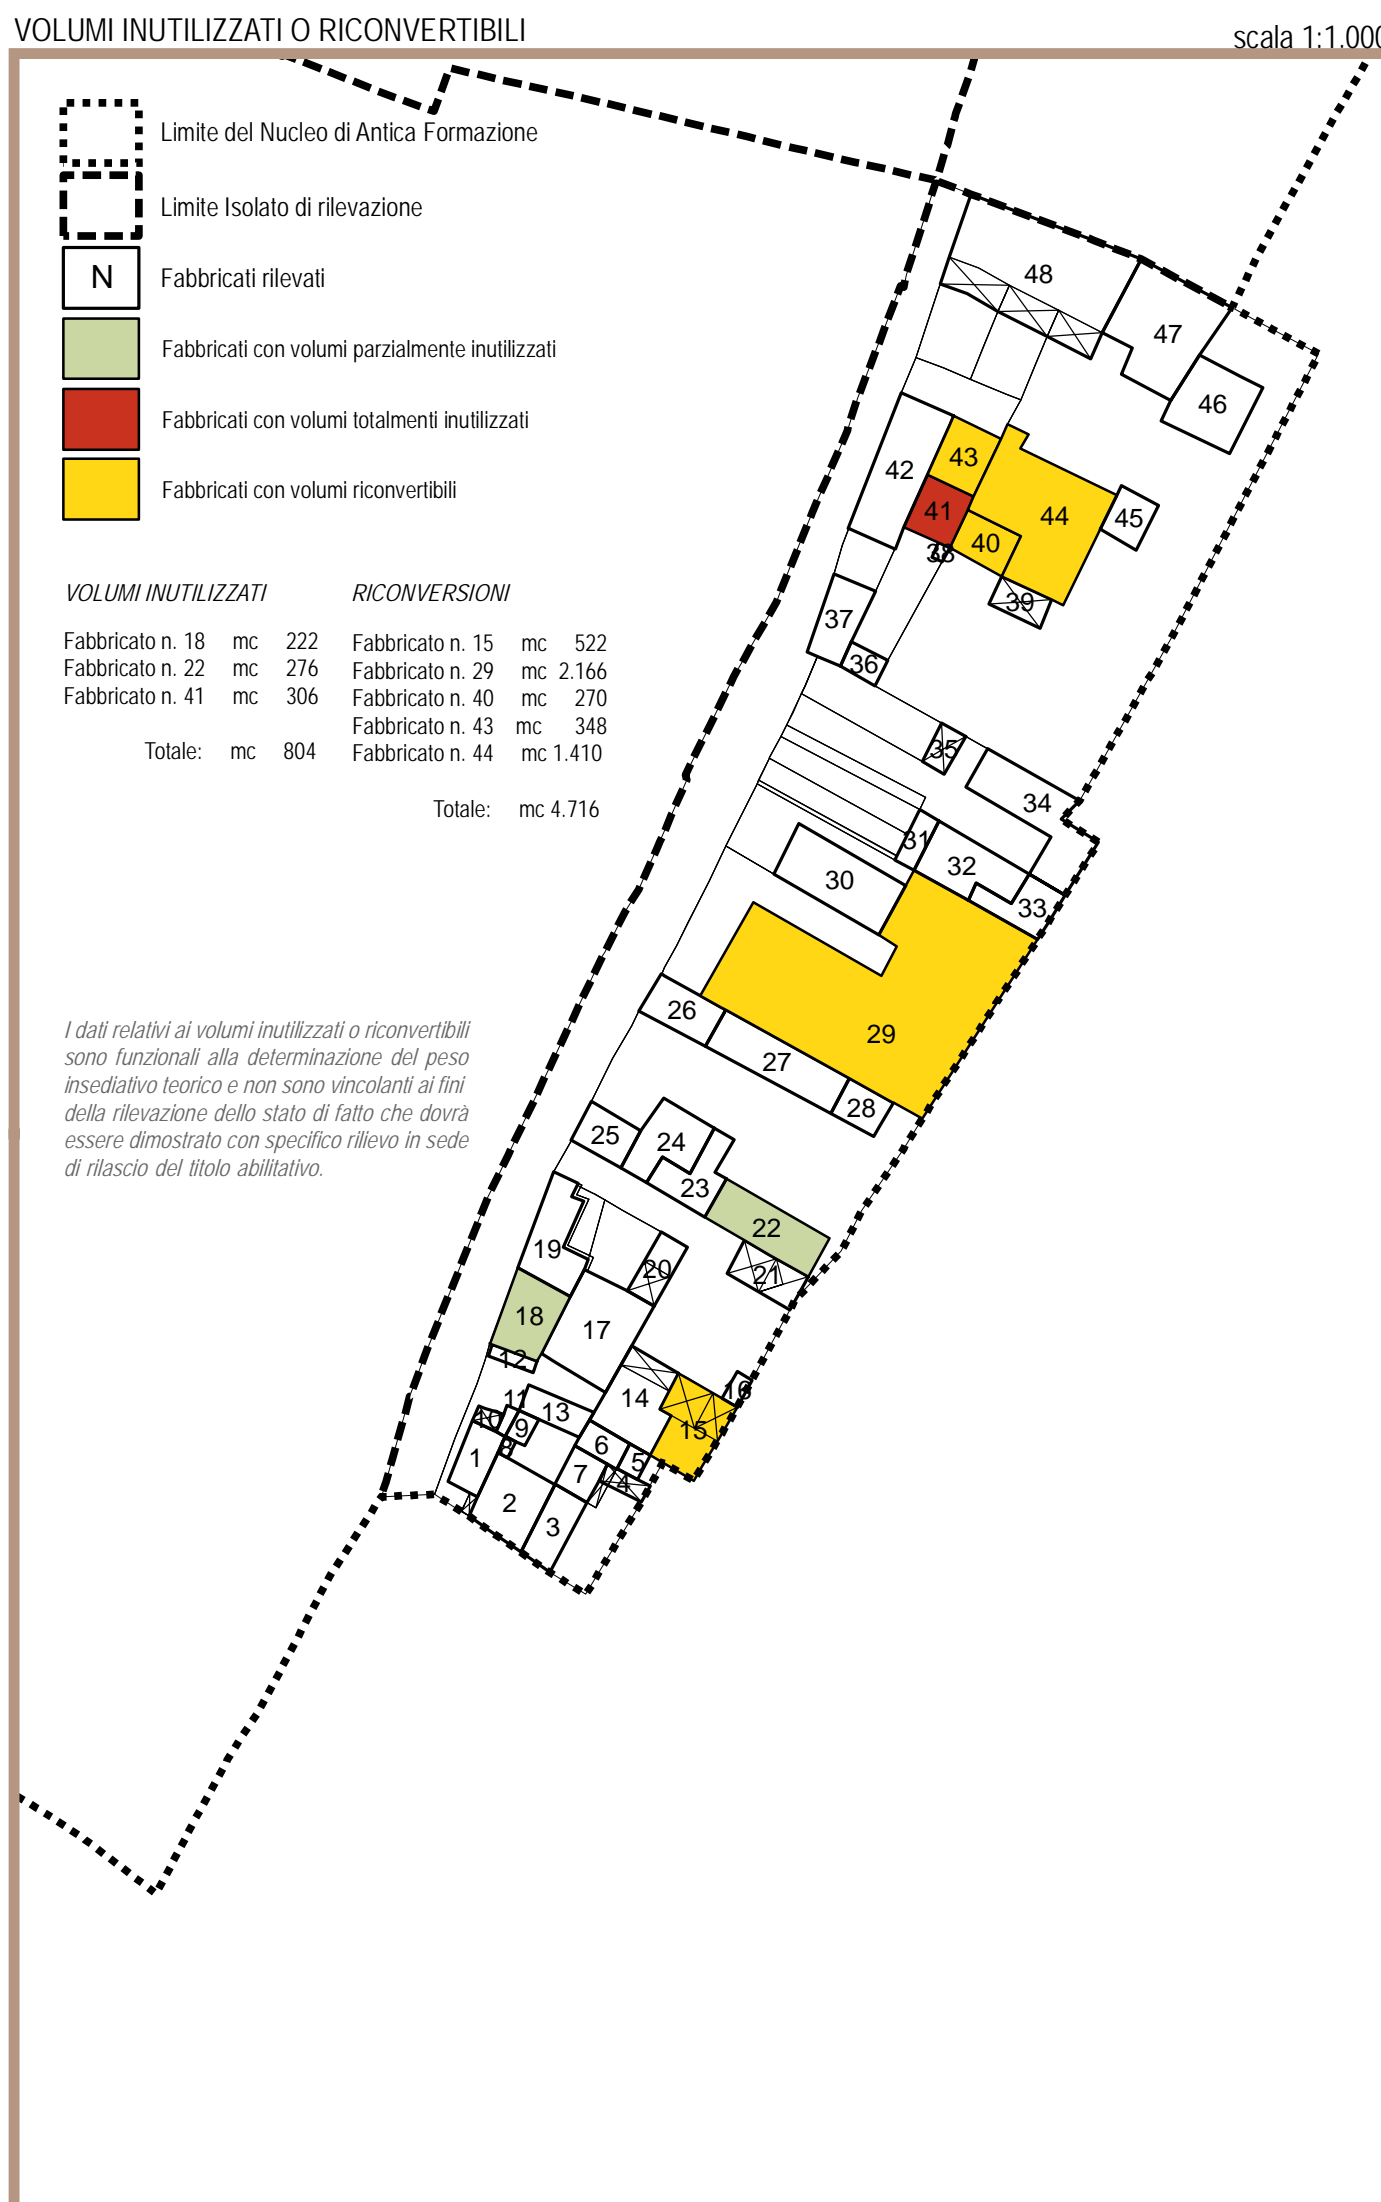 VOLUMI INUTILIZZATI O RICONVERTIBILI
scala 1:1.000
Limite del Nucleo di Antica Formazione
Limite Isolato di rilevazione
N Fabbricati rilevati
Fabbricati con volumi parzialmente inutilizzati
Fabbricati con volumi totalmenti inutilizzati
Fabbricati con volumi riconvertibili
VOLUMI INUTILIZZATI
Fabbricato n. 18 mc 222
Fabbricato n. 22 mc 276
Fabbricato n. 41 mc 306
Totale: mc 804
RICONVERSIONI
Fabbricato n. 15 mc 522
Fabbricato n. 29 mc 2.166
Fabbricato n. 40 mc 270
Fabbricato n. 43 mc 348
Fabbricato n. 44 mc 1.410
Totale: mc 4.716
I dati relativi ai volumi inutilizzati o riconvertibili
sono funzionali alla determinazione del peso
insediativo teorico e non sono vincolanti ai fini
della rilevazione dello stato di fatto che dovrà
essere dimostrato con specifico rilievo in sede
di rilascio del titolo abilitativo.
48
47
46
43
42
41
44
45
40
38
39
37
36
35
34
31
32
30
33
26
29
27
28
25
24
23
22
19
20
21
18
17
12
16
11
14
10
13
9
15
8
6
1
5
7
4
2
3